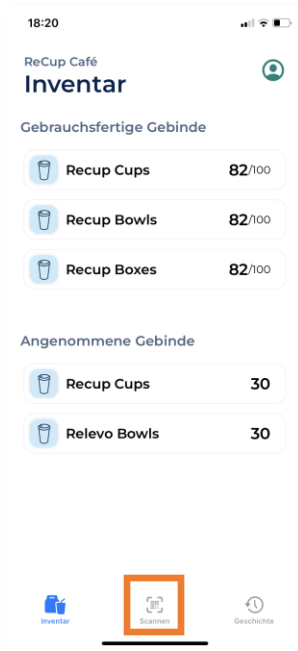 18:20
ReCup Café
Inventar
Gebrauchsfertige Gebinde
Recup Cups 82/100
Recup Bowls 82/100
Recup Boxes 82/100
Angenommene Gebinde
Recup Cups 30
Relevo Bowls 30
Inventar Scannen Geschichte